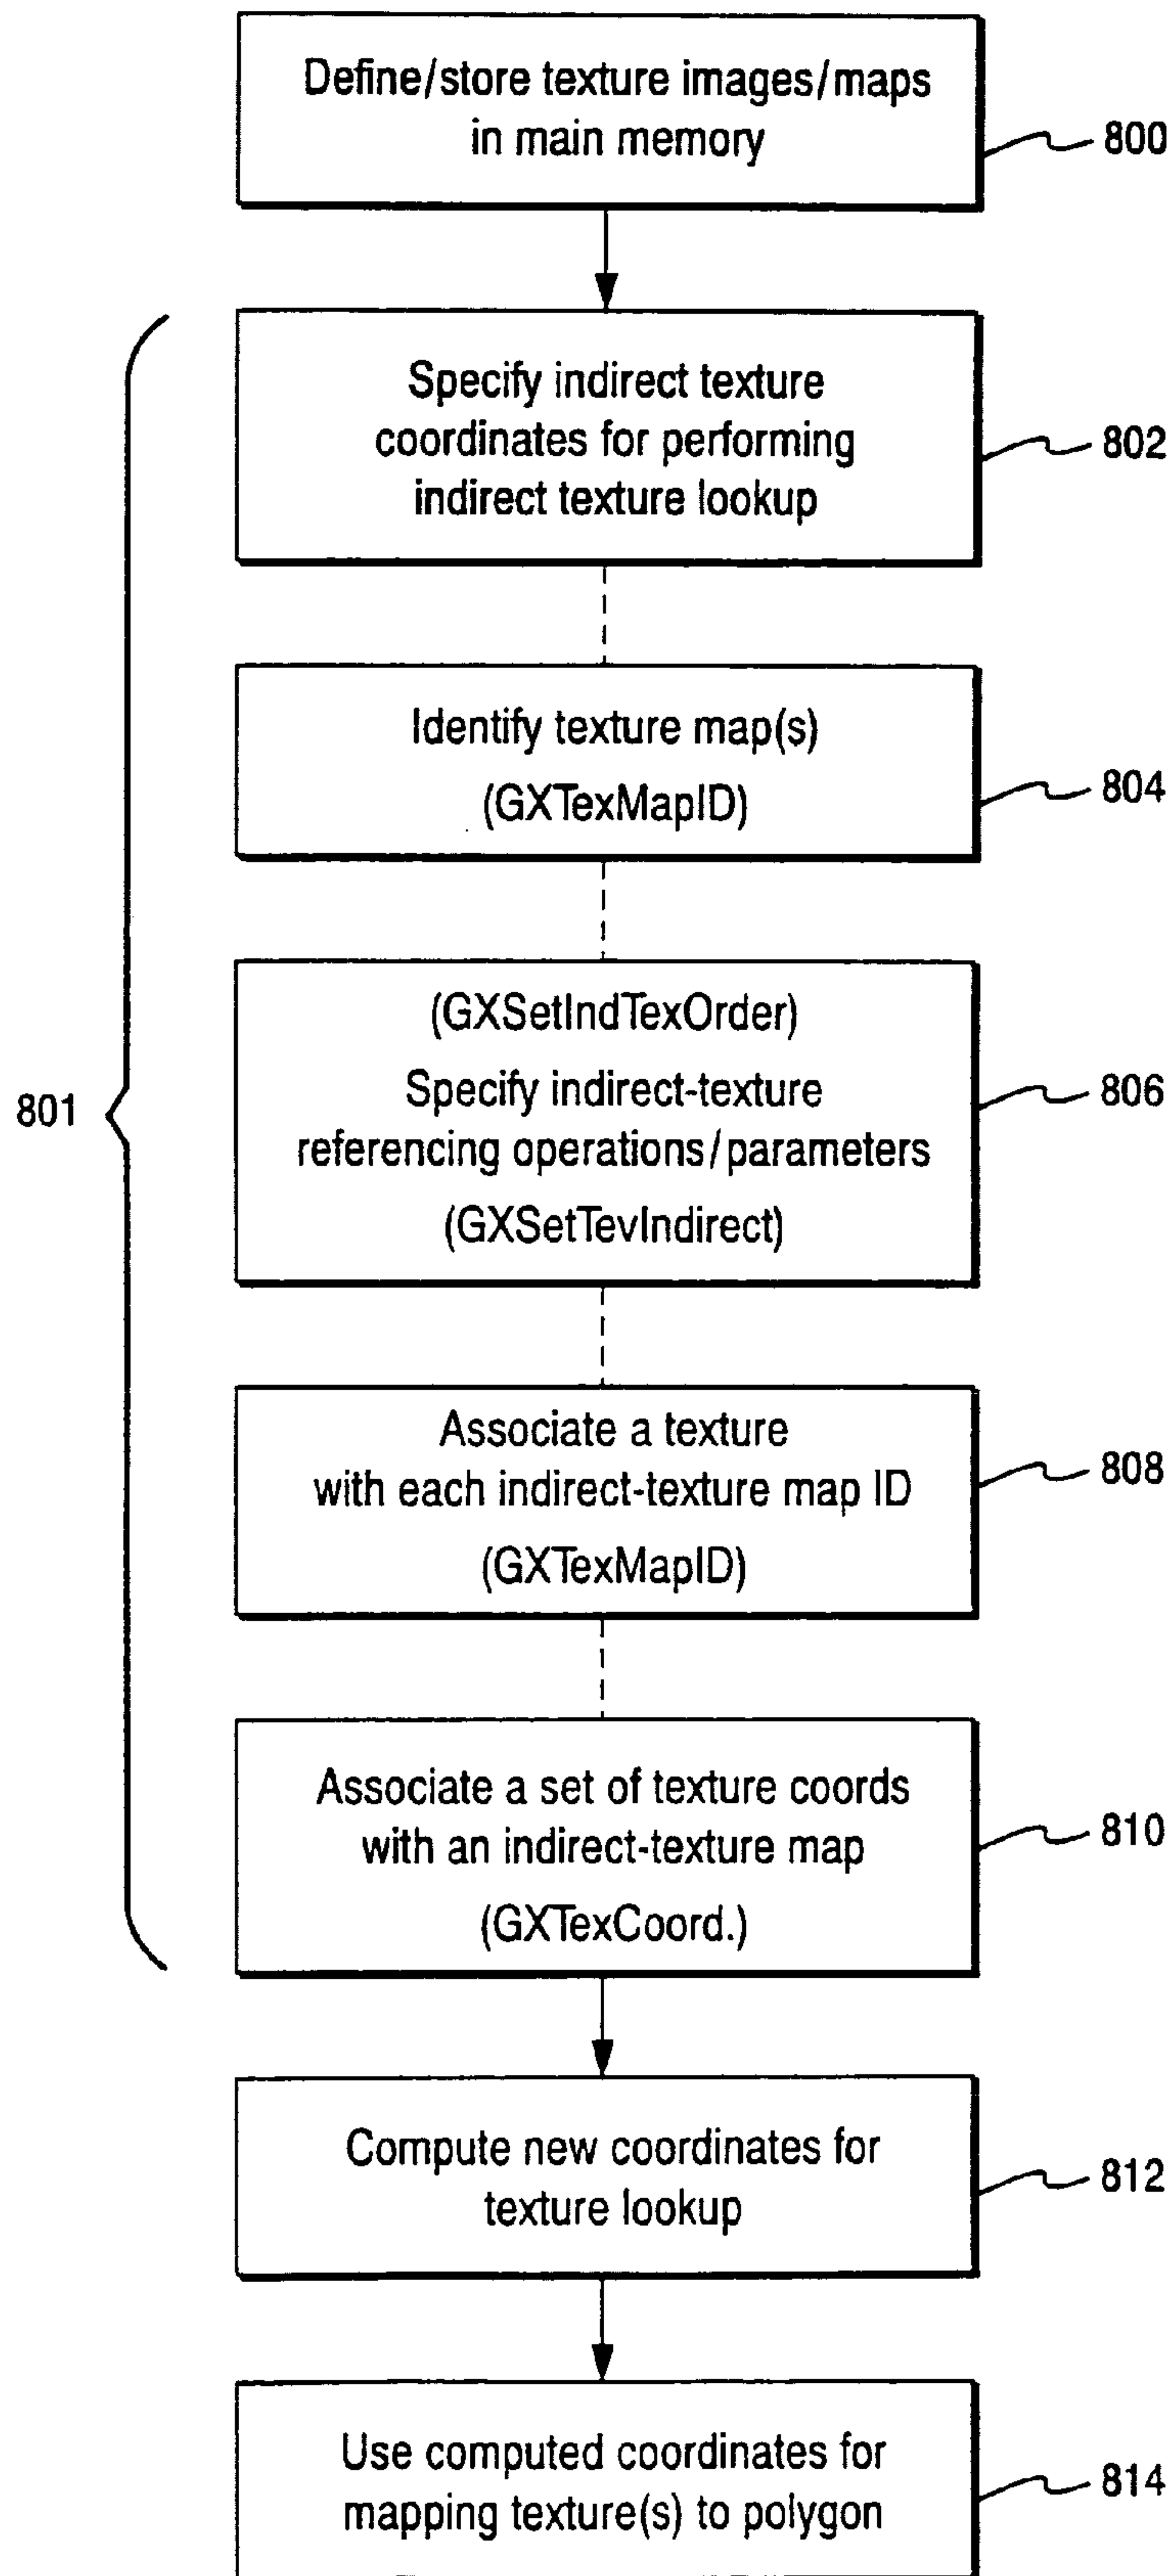 Define/store texture images/maps
in main memory
800
Specify indirect texture
coordinates for performing
indirect texture lookup
802
Identify texture map(s)
(GXTexMapID)
804
(GXSetIndTexOrder)
Specify indirect-texture
referencing operations/parameters
(GXSetTevIndirect)
806
801
Associate a texture
with each indirect-texture map ID
(GXTexMapID)
808
Associate a set of texture coords
with an indirect-texture map
(GXTexCoord.)
810
Compute new coordinates for
texture lookup
812
Use computed coordinates for
mapping texture(s) to polygon
814